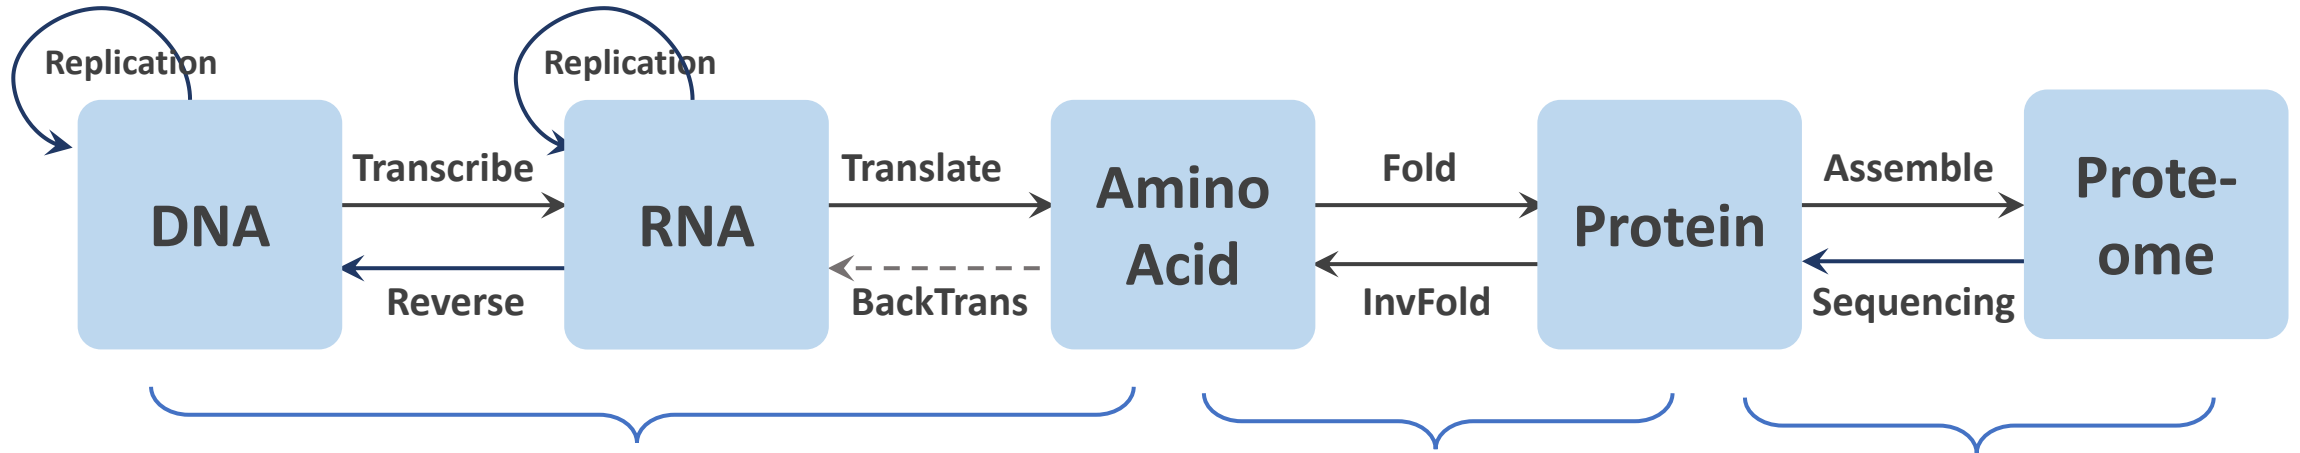 Replication
Replication
Transcribe
Translate
Fold
Assemble
DNA
RNA
Amino
Acid
Protein
Prote-
ome
Reverse
BackTrans
InvFold
Sequencing